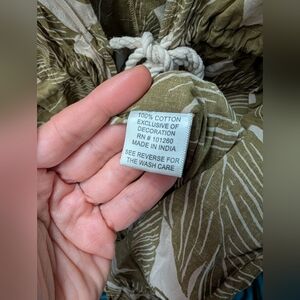 100% COTTON
EXCLUSIVE OF
DECORATION
RN # 101260
MADE IN INDIA
SEE REVERSE FOR
THE WASH CARE